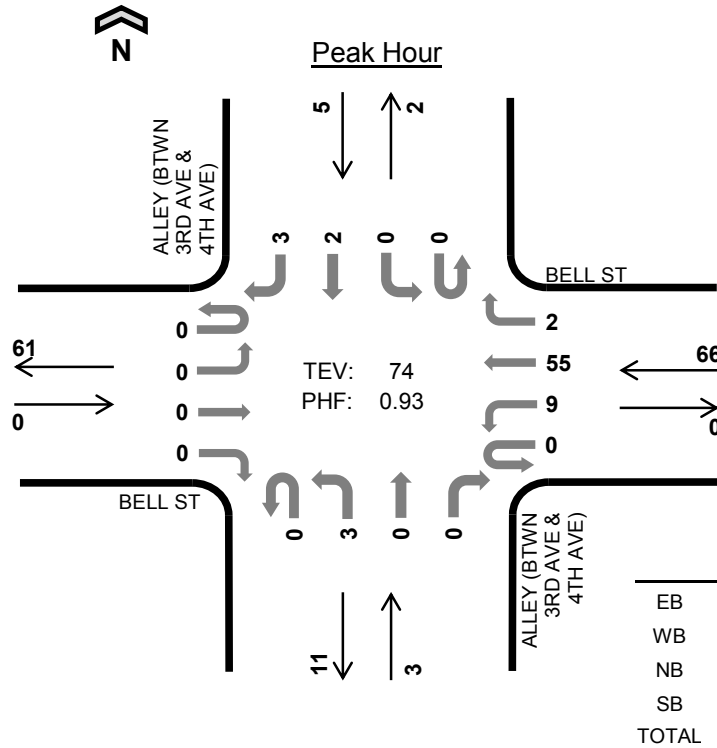 N
Peak Hour
5
2
ALLEY (BTWN
3RD AVE &
4TH AVE)
3
2
0
0
BELL ST
0
2
61
0
TEV: 74
55
66
0
PHF: 0.93
9
0
0
0
0
BELL ST
0
3
0
0
ALLEY (BTWN
3RD AVE &
4TH AVE)
11
3
EB
WB
NB
SB
TOTAL